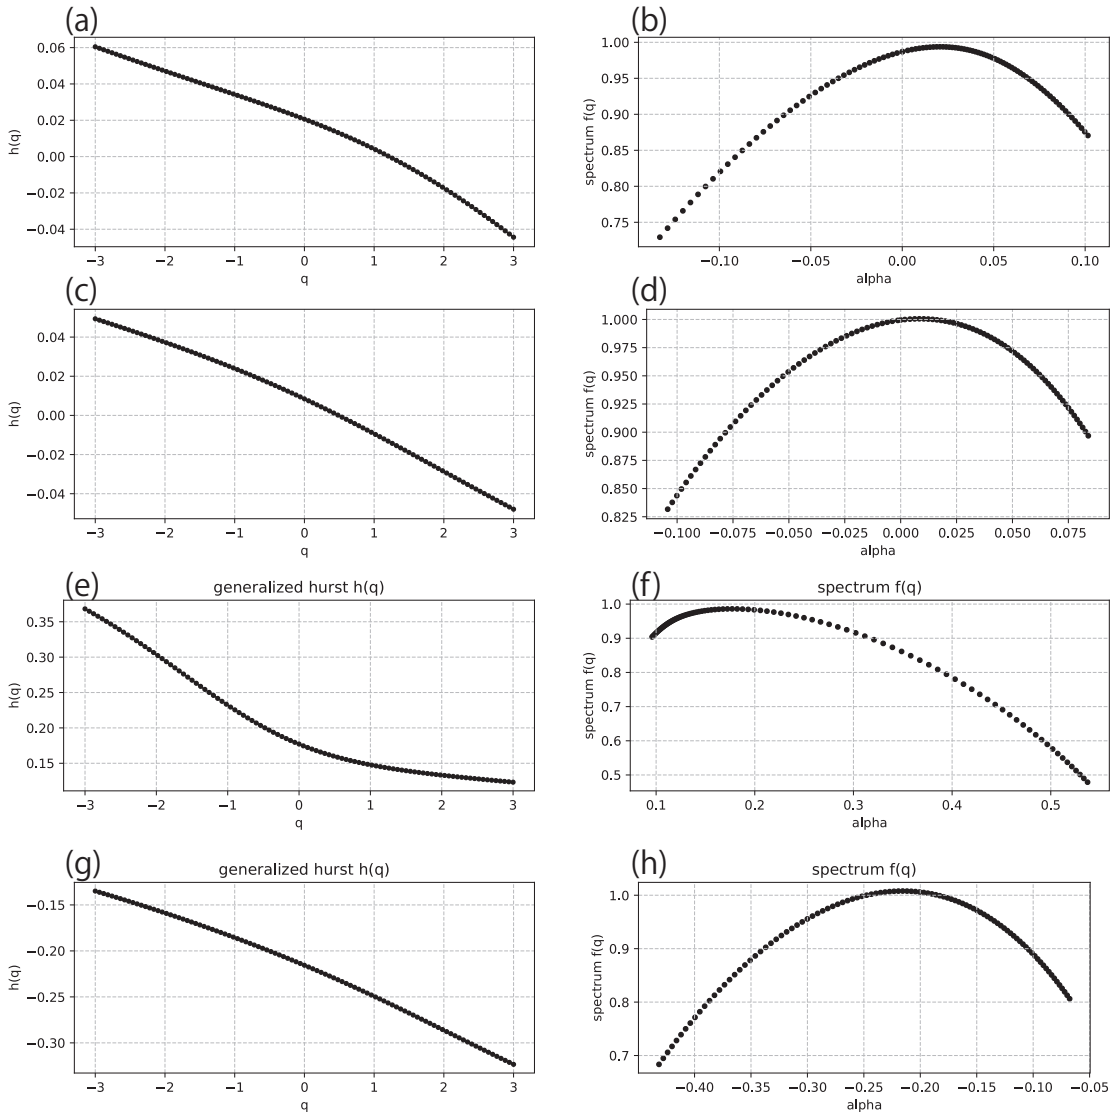 (a)
h(q)
0.06
0.04
0.02
0.00
−0.02
−0.04
−3 −2 −1 0 1 2 3
q
(b)
spectrum f(q)
1.00
0.95
0.90
0.85
0.80
0.75
−0.10 −0.05 0.00 0.05 0.10
alpha
(c)
h(q)
0.04
0.02
0.00
−0.02
−0.04
−3 −2 −1 0 1 2 3
q
(d)
spectrum f(q)
1.000
0.975
0.950
0.925
0.900
0.875
0.850
0.825
−0.100 −0.075 −0.050 −0.025 0.000 0.025 0.050 0.075
alpha
(e)
generalized hurst h(q)
h(q)
0.35
0.30
0.25
0.20
0.15
−3 −2 −1 0 1 2 3
q
(f)
spectrum f(q)
spectrum f(q)
1.0
0.9
0.8
0.7
0.6
0.5
0.1 0.2 0.3 0.4 0.5
alpha
(g)
generalized hurst h(q)
h(q)
−0.15
−0.20
−0.25
−0.30
−3 −2 −1 0 1 2 3
q
(h)
spectrum f(q)
spectrum f(q)
1.0
0.9
0.8
0.7
−0.40 −0.35 −0.30 −0.25 −0.20 −0.15 −0.10 −0.05
alpha